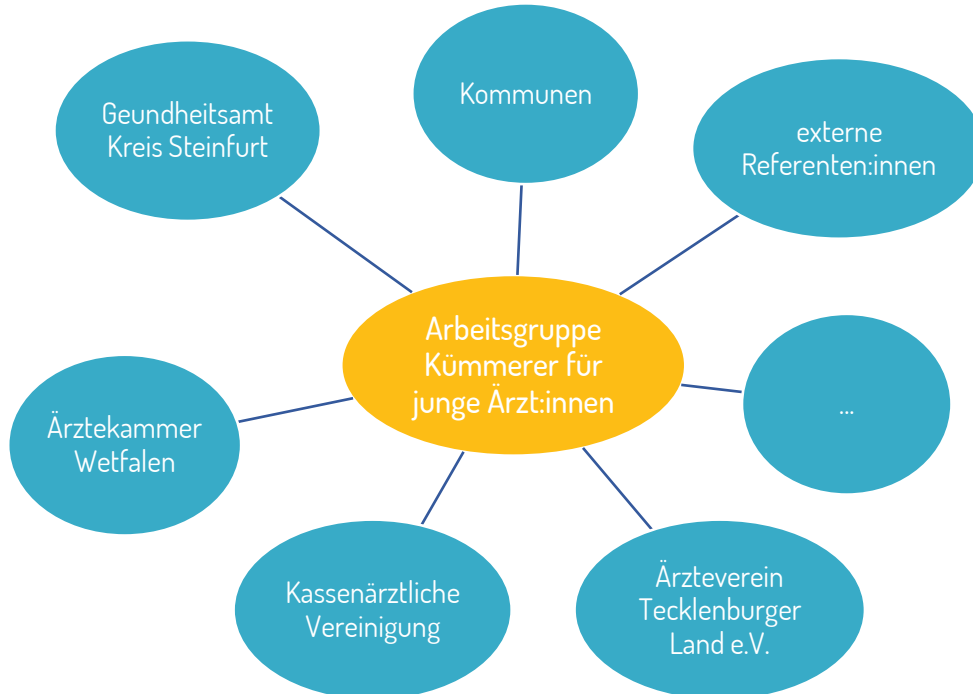 Geundheitsamt
Kreis Steinfurt
Kommunen
externe
Referenten:innen
Arbeitsgruppe
Kümmerer für
junge Ärzt:innen
...
Ärztekammer
Wetfalen
Kassenärztliche
Vereinigung
Ärzteverein
Tecklenburger
Land e.V.